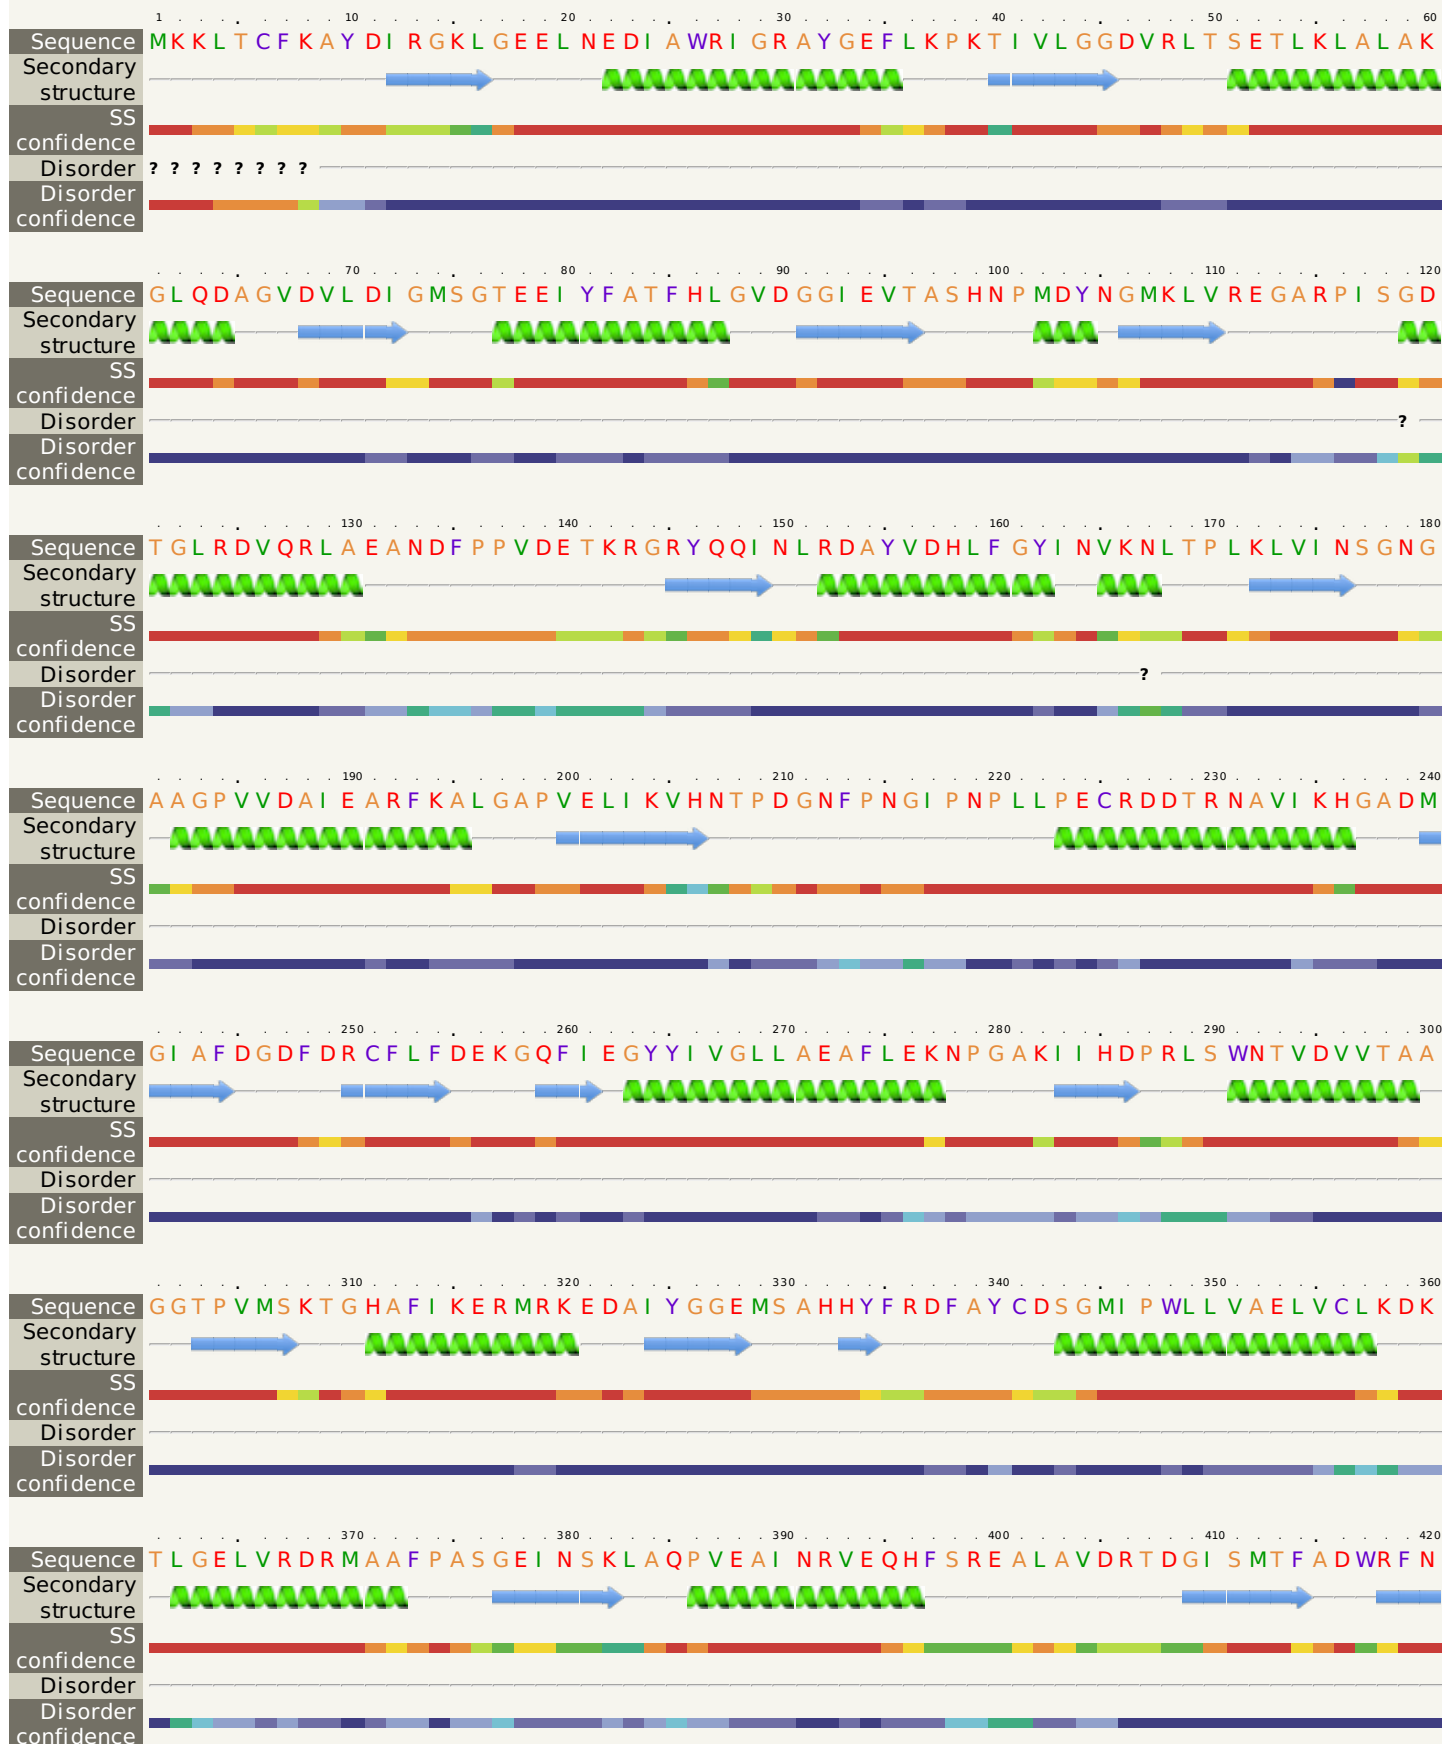 1 10 20 30 40 50 60
Sequence MKKLTCFKAYDIRGKLGEELNEDIAWRIGRAYGEFLKPKTIVLGGDVRLTSETLKLALAK
Secondary
structure
SS
confidence
Disorder ? ? ? ? ? ? ? ?
Disorder
confidence
70 80 90 100 110 120
Sequence GLQDAGVDVLDIGMSGTEEIYFATFHLGVDGGIEVTASHNPMDYNGMKLVREGARPISGD
Secondary
structure
SS
confidence
Disorder ?
Disorder
confidence
130 140 150 160 170 180
Sequence TGLRDVQRLAEANDFPPVDETKRGRYQQINLRDAYVDHLFGYINVKNLTPLKLVINSGNG
Secondary
structure
SS
confidence
Disorder ?
Disorder
confidence
190 200 210 220 230 240
Sequence AAGPVVDAIEARFKALGAPVELIKVHNTPDGNFPNGIPNPLLPECRDDTRNAVIKHGADM
Secondary
structure
SS
confidence
Disorder
Disorder
confidence
250 260 270 280 290 300
Sequence GIAFDGDFDRCFLFDEKGQFIEGYYIVGLLAEAFLEKNPGAKIIHDPRLSWNTVDVVTAA
Secondary
structure
SS
confidence
Disorder
Disorder
confidence
310 320 330 340 350 360
Sequence GGTPVMSKTGHAFIKERMRKEDAIYGGEMSAHHYFRDFAYCDSGMIPWLLVAELVCLKDK
Secondary
structure
SS
confidence
Disorder
Disorder
confidence
370 380 390 400 410 420
Sequence TLGELVRDRMAAFPASGEINSKLAQPVEAINRVEQHFSREALAVDRTDGISMTFADWRFN
Secondary
structure
SS
confidence
Disorder
Disorder
confidence